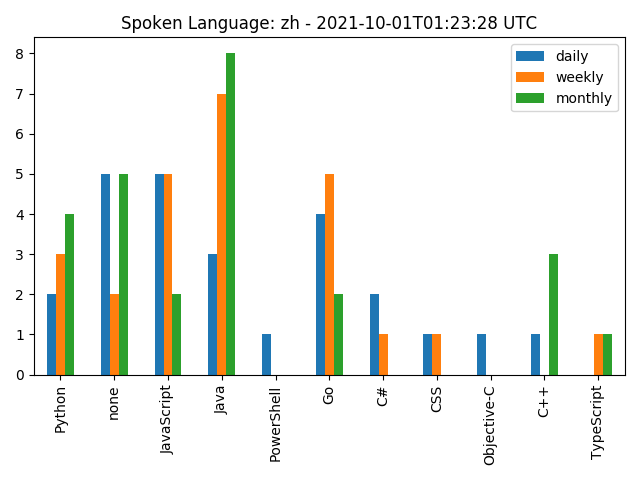 Spoken Language: zh - 2021-10-01T01:23:28 UTC
daily
weekly
monthly
8
7
6
5
4
3
2
1
0
Python
none
JavaScript
Java
PowerShell
Go
C#
CSS
Objective-C
C++
TypeScript